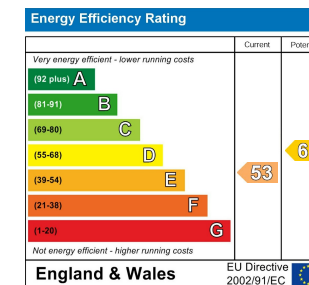 Energy Efficiency Rating
Current Poten
Very energy efficient - lower running costs
(92 plus) A
(81-91) B
(69-80) C
(55-68) D
6
(39-54) E
53
(21-38) F
(1-20) G
Not energy efficient - higher running costs
England & Wales
EU Directive
2002/91/EC